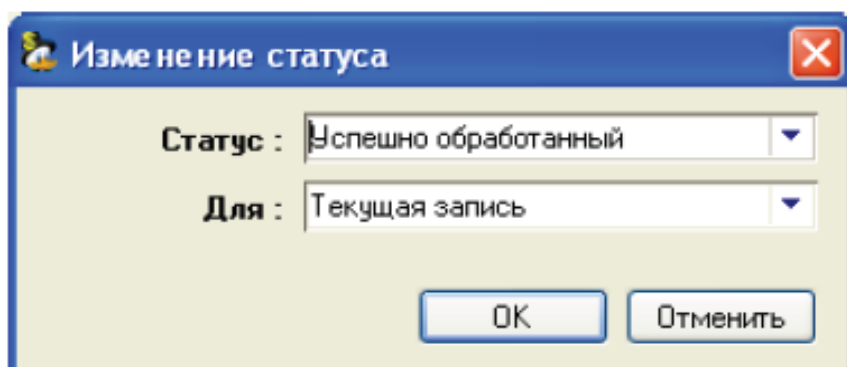 Изменение статуса
Статус : Успешно обработанный
Для : Текущая запись
OK Отменить